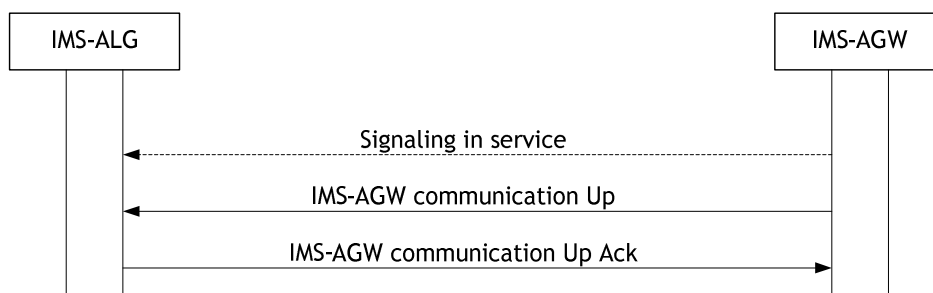 IMS-ALG
IMS-AGW
Signaling in service
IMS-AGW communication Up
IMS-AGW communication Up Ack